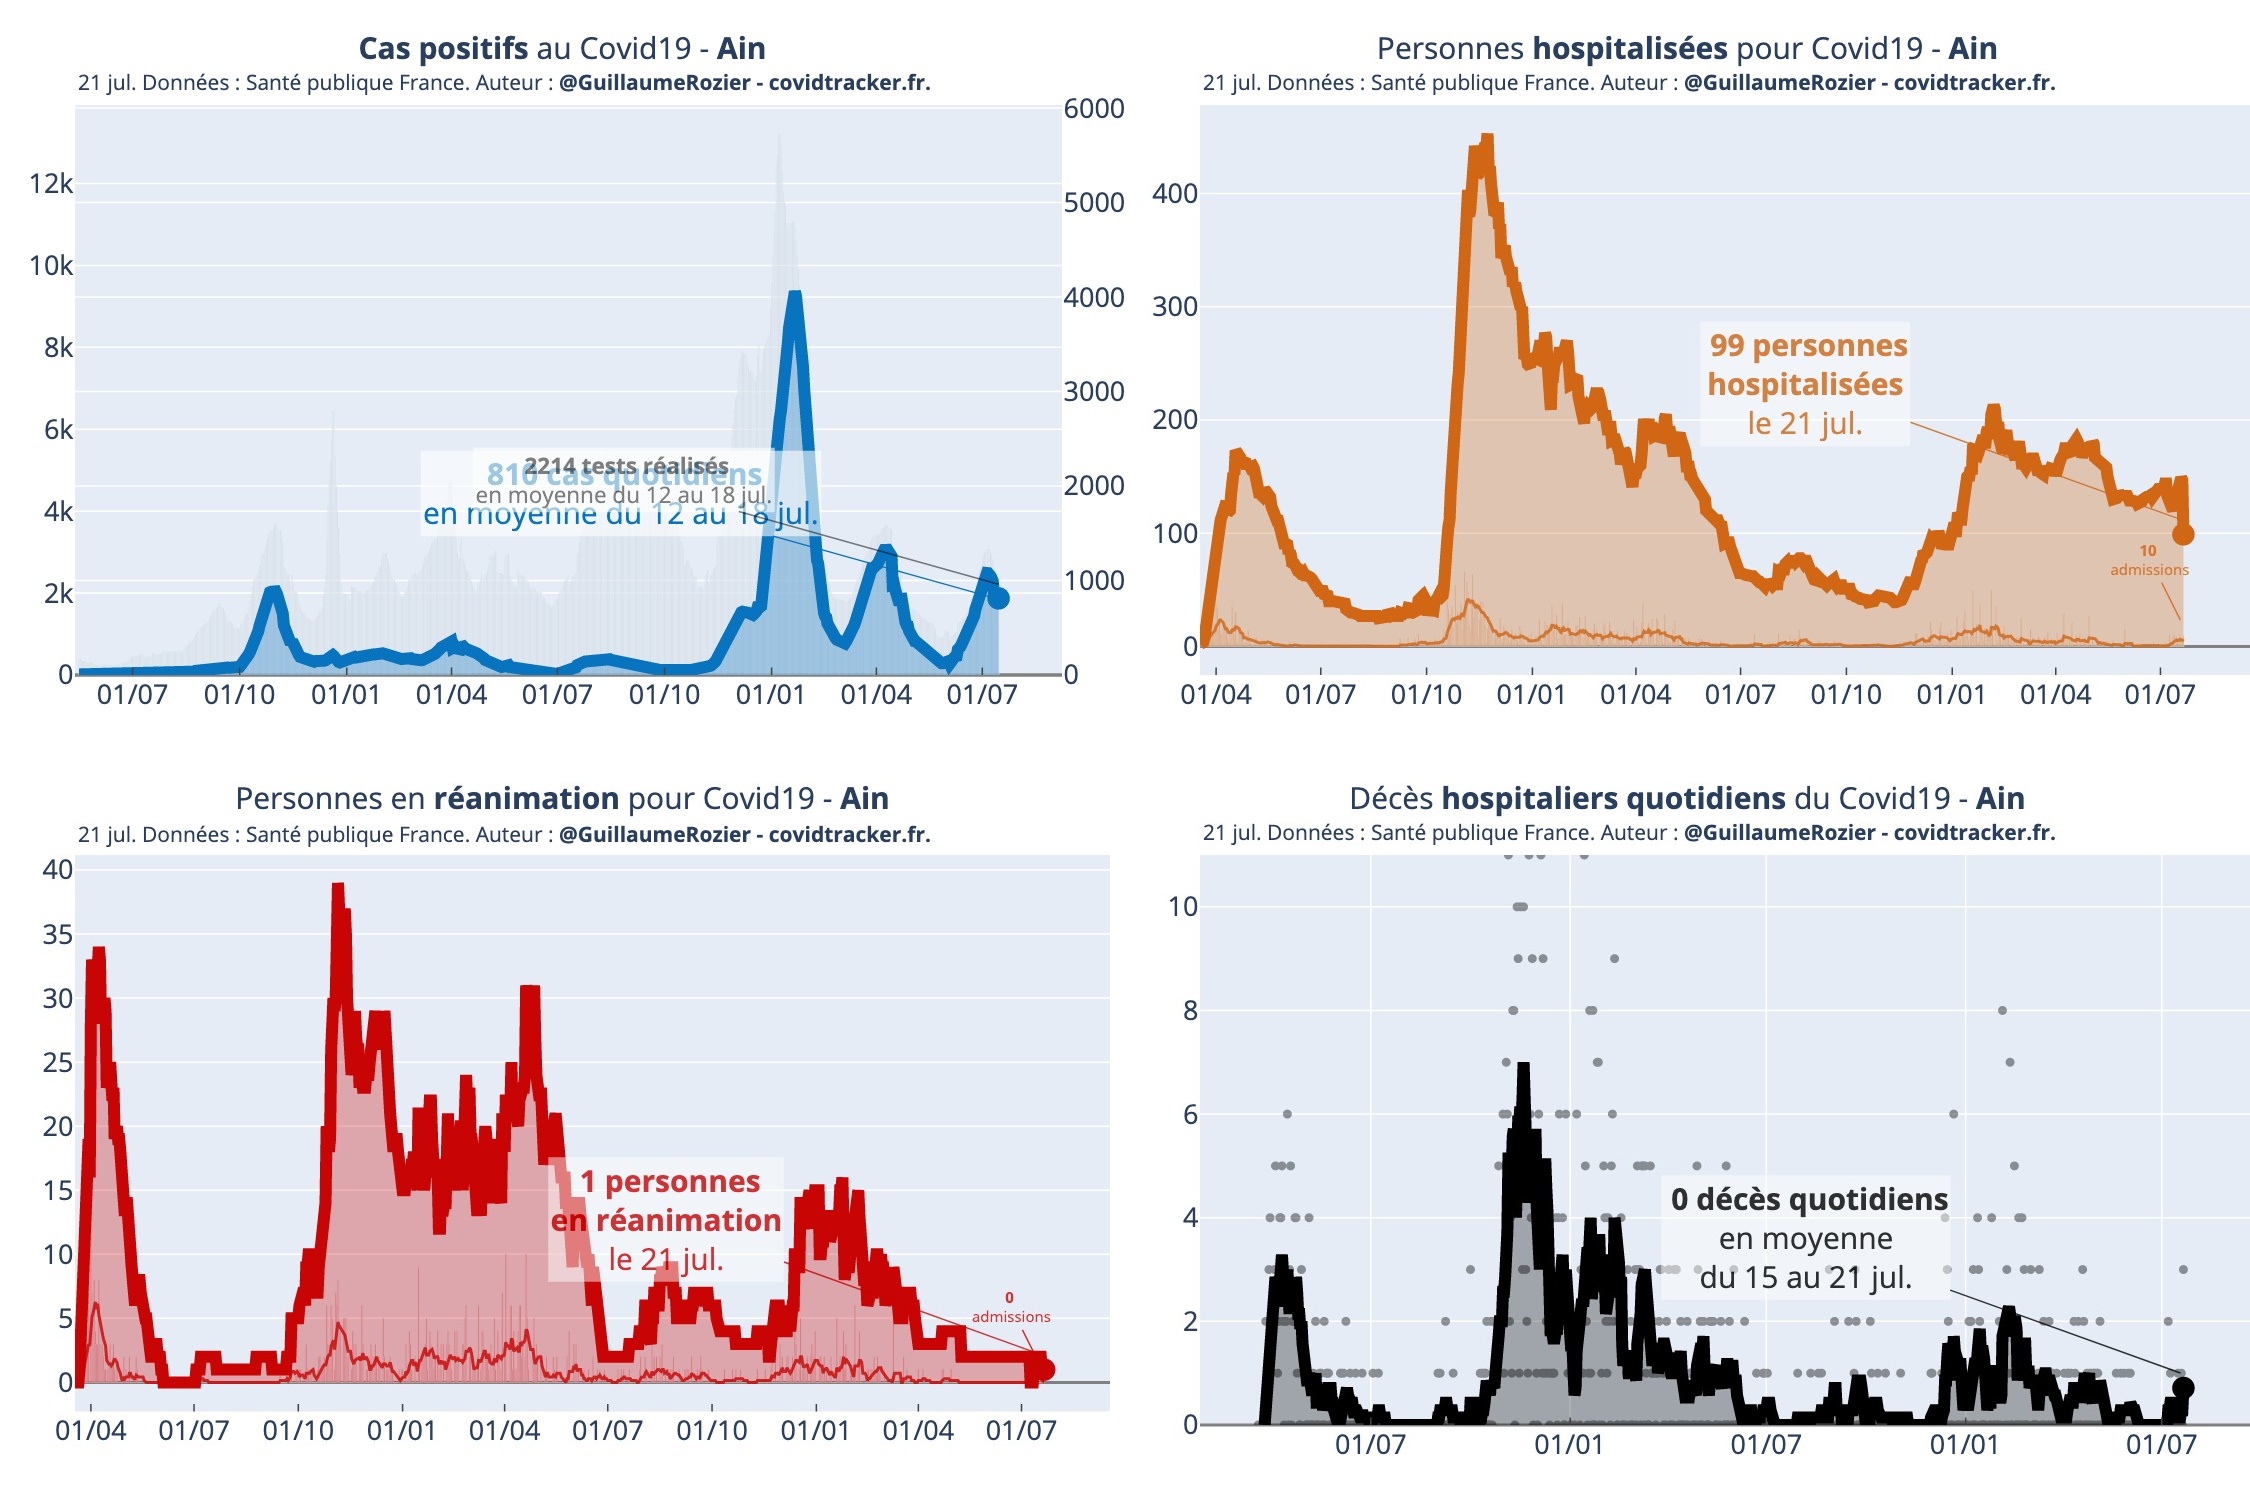 Cas positifs au Covid19 - Ain
21 jul. Données : Santé publique France. Auteur : @GuillaumeRozier - covidtracker.fr.
6000
12k
5000
10k
4000
8k
3000
6k
2214 tests réalisés
810 cas quotidiens
en moyenne du 12 au 18 jul.
en moyenne du 12 au 18 jul.
2000
4k
1000
2k
0
0
01/07 01/10 01/01 01/04 01/07 01/10 01/01 01/04 01/07
Personnes hospitalisées pour Covid19 - Ain
21 jul. Données : Santé publique France. Auteur : @GuillaumeRozier - covidtracker.fr.
400
300
99 personnes
hospitalisées
le 21 jul.
200
100
10
admissions
0
01/04 01/07 01/10 01/01 01/04 01/07 01/10 01/01 01/04 01/07
Personnes en réanimation pour Covid19 - Ain
21 jul. Données : Santé publique France. Auteur : @GuillaumeRozier - covidtracker.fr.
40
35
30
25
20
15
1 personnes
en réanimation
le 21 jul.
10
5
0
admissions
0
01/04 01/07 01/10 01/01 01/04 01/07 01/10 01/01 01/04 01/07
Décès hospitaliers quotidiens du Covid19 - Ain
21 jul. Données : Santé publique France. Auteur : @GuillaumeRozier - covidtracker.fr.
10
8
6
4
0 décès quotidiens
en moyenne
du 15 au 21 jul.
2
0
01/07 01/01 01/07 01/01 01/07